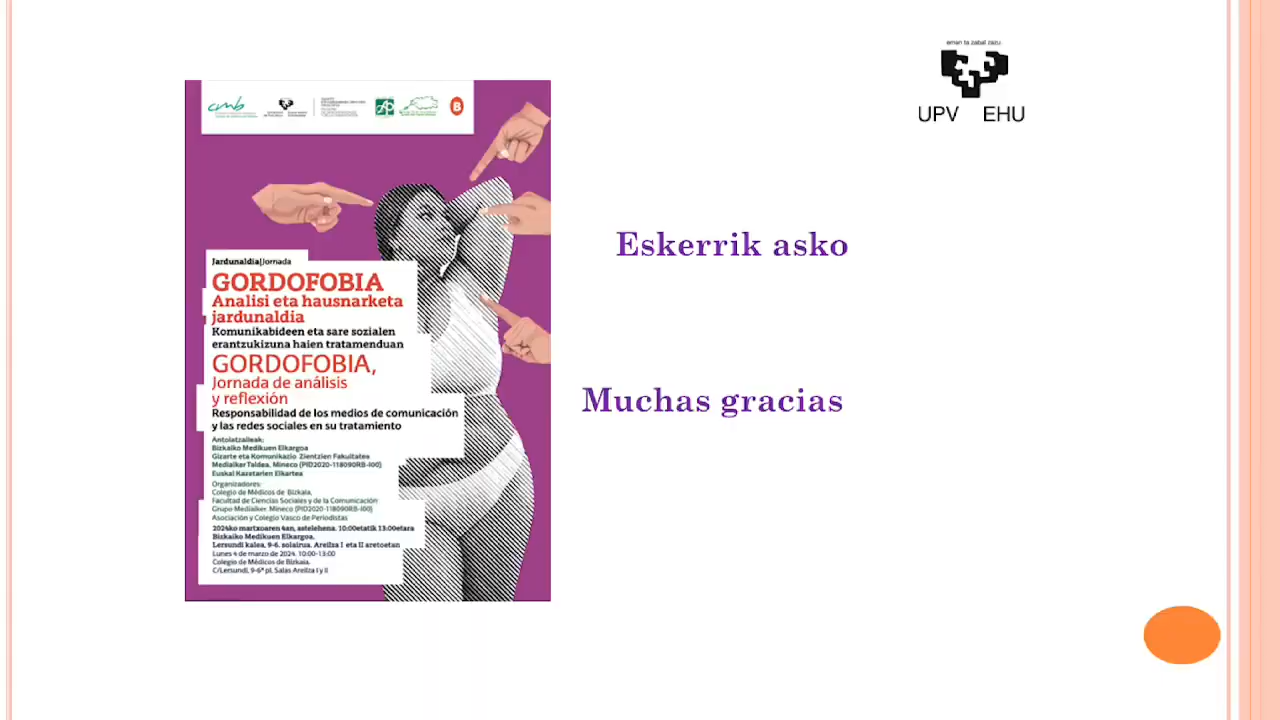 eman ta zabal zazu
UPV EHU
cmb
B
Jardunaldia|Jornada
GORDOFOBIA
Analisi eta hausnarketa
jardunaldia
Komunikabideen eta sare sozialen
erantzukizuna haien tratamenduan
GORDOFOBIA,
Jornada de análisis
y reflexión
Responsabilidad de los medios de comunicación
y las redes sociales en su tratamiento
Antolatzaileak:
Bizkaiko Medikuen Elkargoa
Gizarte eta Komunikazio Zientzien Fakultatea
Mediaiker Taldea, Mineco (PID2020-118090RB-I00)
Euskal Kazetarien Elkartea
Organizadores:
Colegio de Médicos de Bizkaia,
Facultad de Ciencias Sociales y de la Comunicación
Grupo Mediaiker, Mineco (PID2020-118090RB-I00)
Asociación y Colegio Vasco de Periodistas
2024ko martxoaren 4an, astelehena. 10:00etatik 13:00etara
Bizkaiko Medikuen Elkargoa.
Lersundi kalea, 9-6. solairua. Areilza I eta II aretoetan
Lunes 4 de marzo de 2024. 10:00-13:00
Colegio de Médicos de Bizkaia.
C/Lersundi, 9-6ª pl. Salas Areilza I y II
Eskerrik asko
Muchas gracias